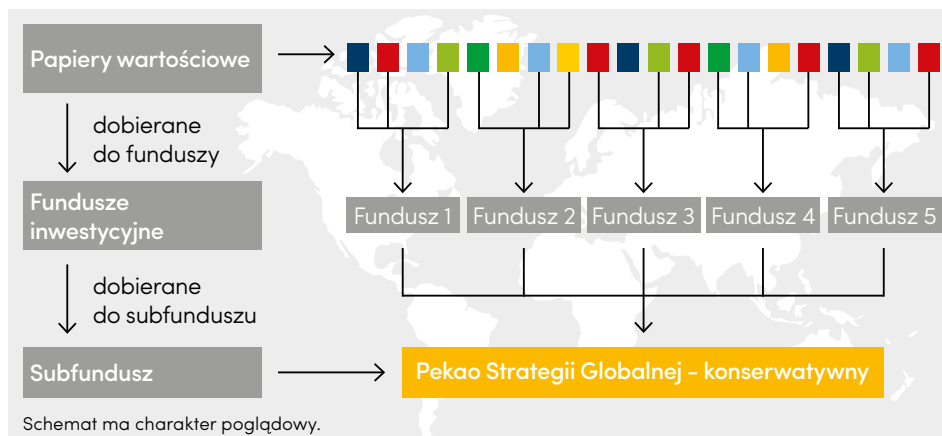 Papiery wartościowe
dobierane
do funduszy
Fundusze
inwestycyjne
Fundusz 1
Fundusz 2
Fundusz 3
Fundusz 4
Fundusz 5
dobierane
do subfunduszu
Subfundusz
Pekao Strategii Globalnej - konserwatywny
Schemat ma charakter poglądowy.